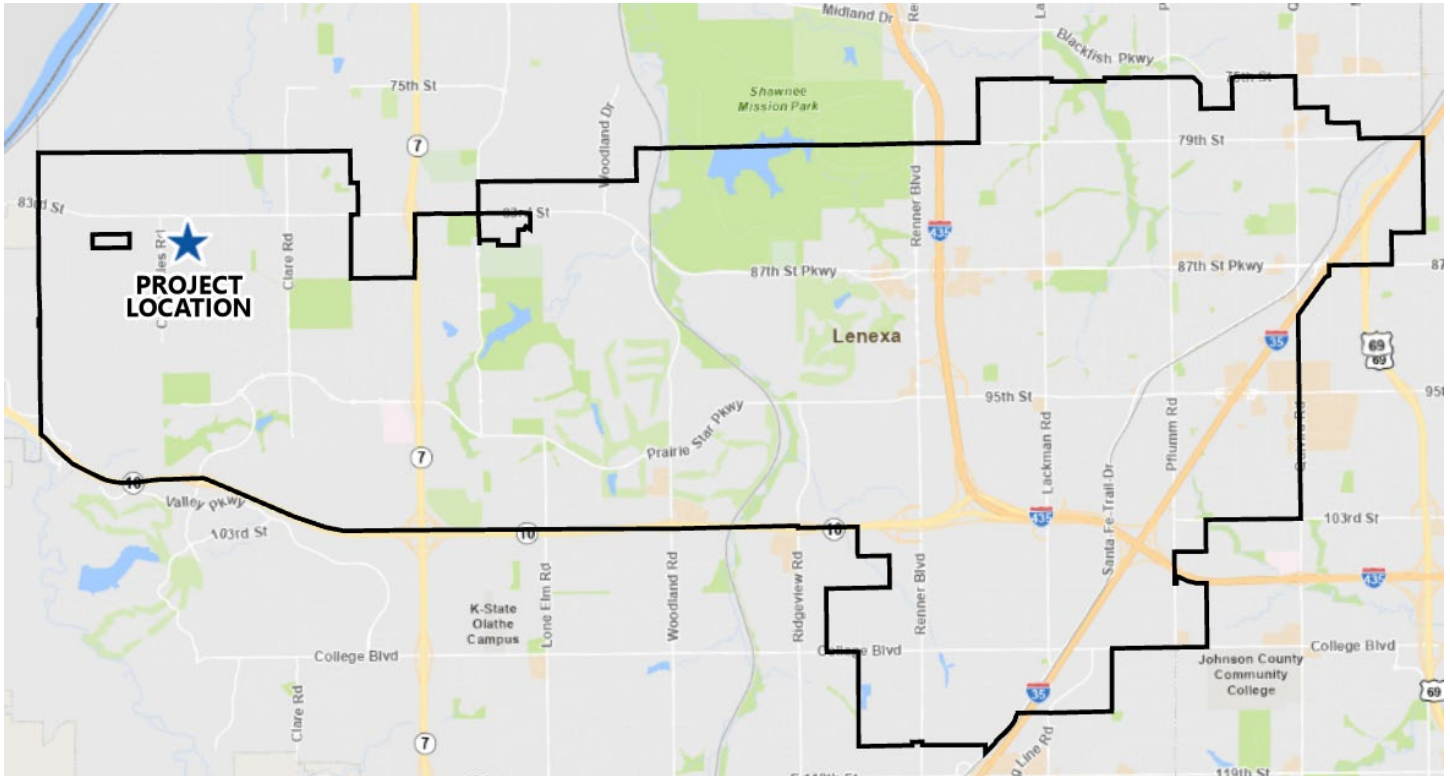 Midland Dr
Blackfish Pkwy
75th St
75th St
Shawnee
Mission Park
7
79th St
Woodland Dr
83rd St
83rd St
Renner Blvd
435
PROJECT
LOCATION
Clare Rd
87th St Pkwy
87th St Pkwy
Lenexa
35
69
69
95th St
Prairie Star Pkwy
Lackman Rd
Pflumm Rd
7
Santa Fe Trail Dr
10
Valley Pkwy
103rd St
10
10
435
103rd St
435
K-State
Olathe
Campus
Lone Elm Rd
Woodland Rd
Ridgeview Rd
Renner Blvd
College Blvd
College Blvd
College Blvd
Johnson County
Community
College
35
69
Clare Rd
7
119th St